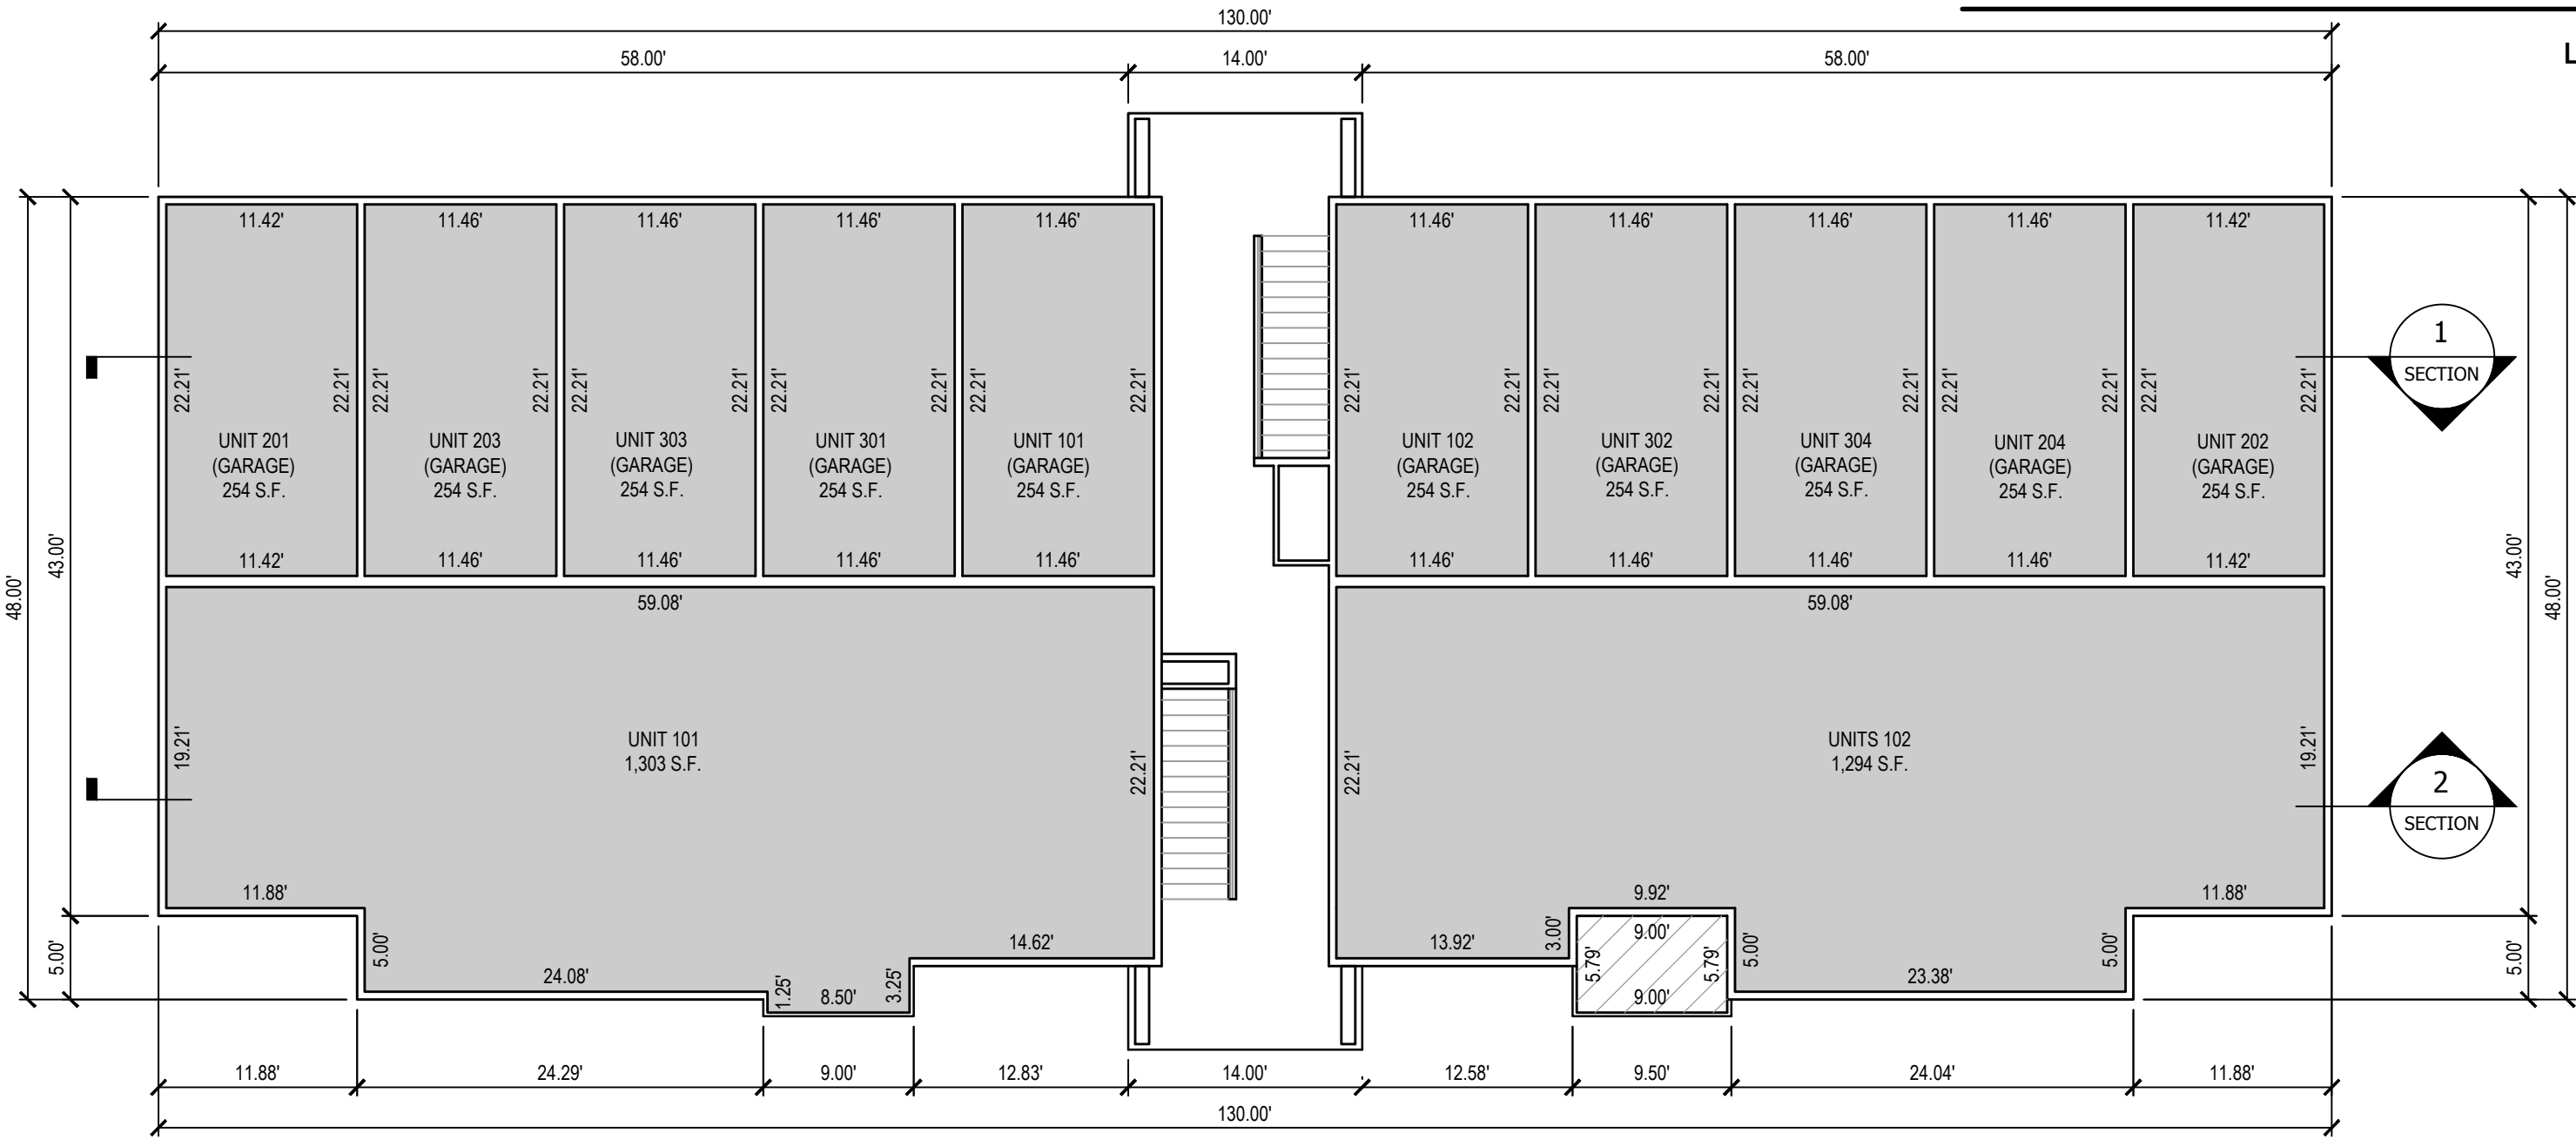 130.00'
58.00' 14.00' 58.00'
L
11.42' 11.46' 11.46' 11.46' 11.46' 11.46' 11.46' 11.46' 11.46' 11.42'
22.21' 22.21' 22.21' 22.21' 22.21' 22.21' 22.21' 22.21' 22.21' 22.21' 22.21' 22.21' 22.21' 22.21' 22.21' 22.21' 22.21' 22.21' 22.21' 22.21'
1
SECTION
UNIT 201
(GARAGE)
254 S.F.
UNIT 203
(GARAGE)
254 S.F.
UNIT 303
(GARAGE)
254 S.F.
UNIT 301
(GARAGE)
254 S.F.
UNIT 101
(GARAGE)
254 S.F.
UNIT 102
(GARAGE)
254 S.F.
UNIT 302
(GARAGE)
254 S.F.
UNIT 304
(GARAGE)
254 S.F.
UNIT 204
(GARAGE)
254 S.F.
UNIT 202
(GARAGE)
254 S.F.
11.42' 11.46' 11.46' 11.46' 11.46' 11.46' 11.46' 11.46' 11.46' 11.42'
48.00'
43.00'
43.00'
48.00'
59.08' 59.08'
19.21'
UNIT 101
1,303 S.F.
22.21'
22.21'
UNITS 102
1,294 S.F.
19.21'
2
SECTION
11.88' 9.92' 11.88'
5.00'
5.00'
24.08'
1.25'
8.50'
3.25'
14.62'
13.92'
3.00'
9.00'
5.79'
5.79'
9.00'
5.00'
23.38'
5.00'
5.00'
11.88' 24.29' 9.00' 12.83' 14.00' 12.58' 9.50' 24.04' 11.88'
130.00'